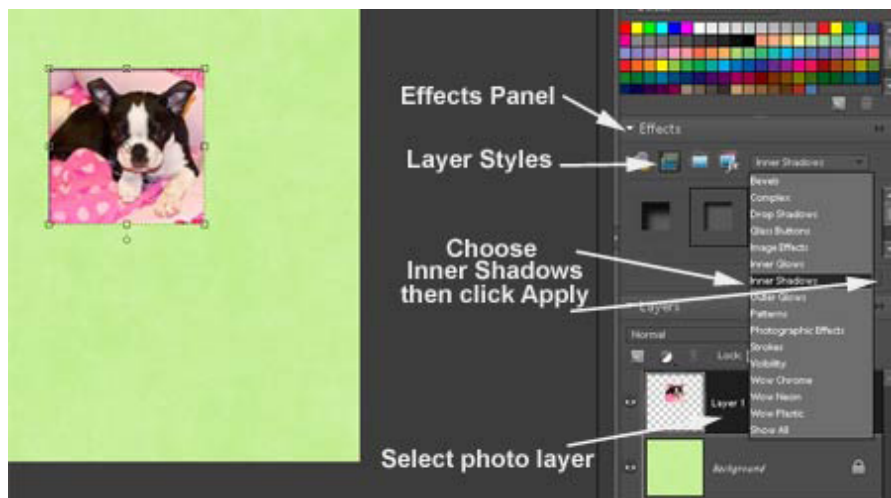 Effects Panel
Effects
Layer Styles
Inner Shadows
Bevels
Complex
Drop Shadows
Glass Buttons
Image Effects
Inner Glows
Choose
Inner Shadows
then click Apply
Inner Shadows
Outer Glows
Layers
Patterns
Photographic Effects
Normal
Strokes
Lock:
Visibility
Wow Chrome
Layer 1
Wow Neon
Wow Plastic
Show All
Select photo layer
Background